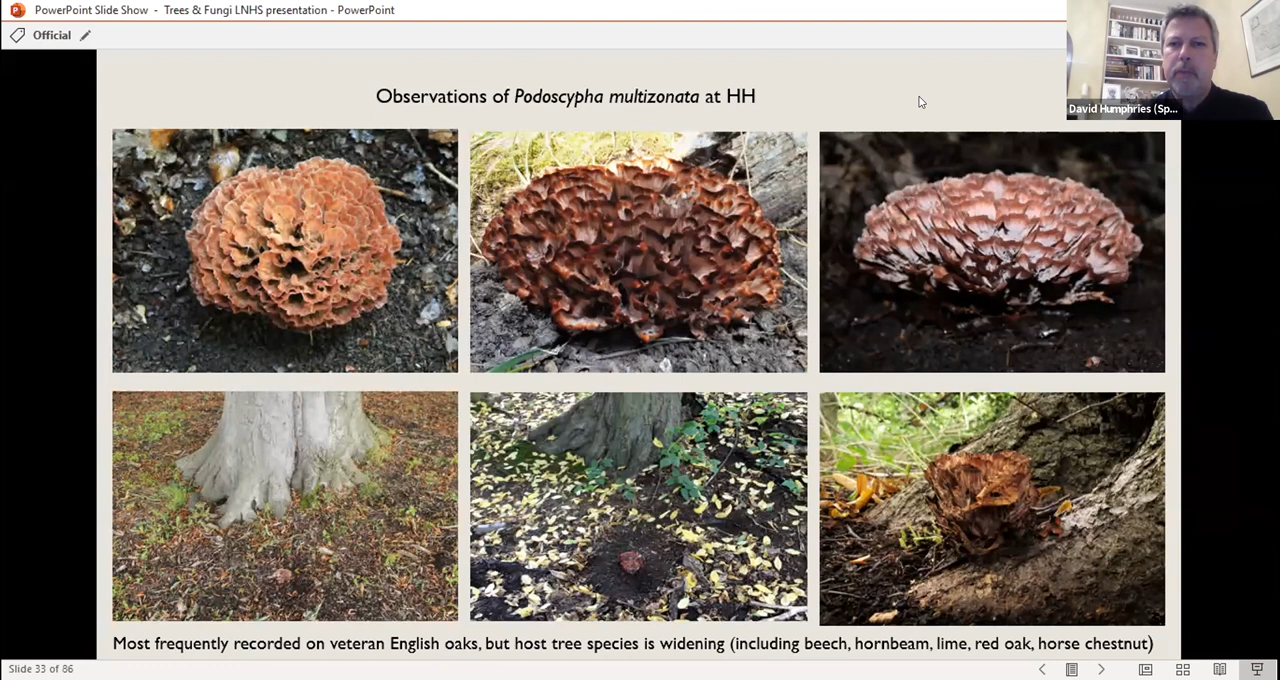 PowerPoint Slide Show - Trees & Fungi LNHS presentation - PowerPoint
Official
David Humphries (Sp...
Observations of Podoscypha multizonata at HH
Most frequently recorded on veteran English oaks, but host tree species is widening (including beech, hornbeam, lime, red oak, horse chestnut)
Slide 33 of 86